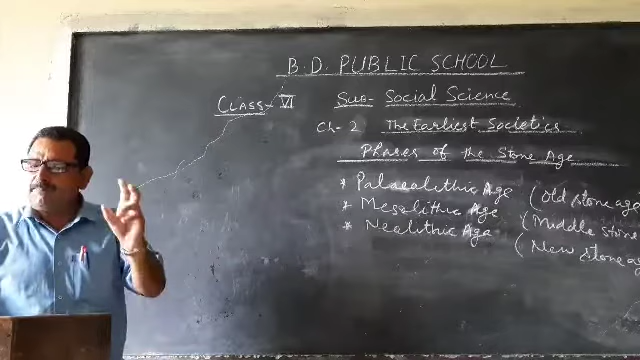 B.D. PUBLIC SCHOOL
CLASS- VI
Sub- Social Science
Ch- 2 The Earliest Societies
Phases of the Stone Age
* Palaeolithic Age (Old stone age
* Mesolithic Age (Middle stone
* Neolithic Age (New stone ag